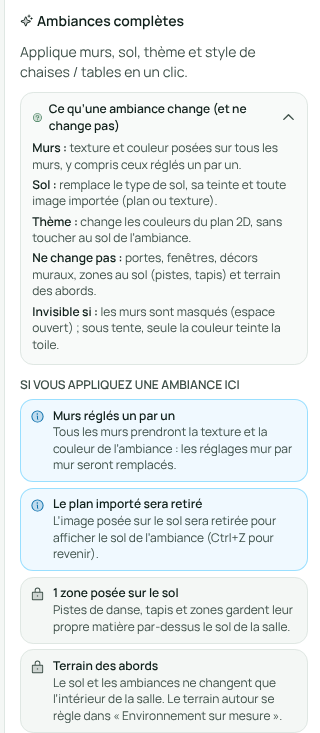 Ambiances complètes
Applique murs, sol, thème et style de
chaises / tables en un clic.
Ce qu'une ambiance change (et ne
change pas)
Murs : texture et couleur posées sur tous les
murs, y compris ceux réglés un par un.
Sol : remplace le type de sol, sa teinte et toute
image importée (plan ou texture).
Thème : change les couleurs du plan 2D, sans
toucher au sol de l'ambiance.
Ne change pas : portes, fenêtres, décors
muraux, zones au sol (pistes, tapis) et terrain
des abords.
Invisible si : les murs sont masqués (espace
ouvert) ; sous tente, seule la couleur teinte la
toile.
SI VOUS APPLIQUEZ UNE AMBIANCE ICI
Murs réglés un par un
Tous les murs prendront la texture et la
couleur de l'ambiance : les réglages mur par
mur seront remplacés.
Le plan importé sera retiré
L'image posée sur le sol sera retirée pour
afficher le sol de l'ambiance (Ctrl+Z pour
revenir).
1 zone posée sur le sol
Pistes de danse, tapis et zones gardent leur
propre matière par-dessus le sol de la salle.
Terrain des abords
Le sol et les ambiances ne changent que
l'intérieur de la salle. Le terrain autour se
règle dans « Environnement sur mesure ».